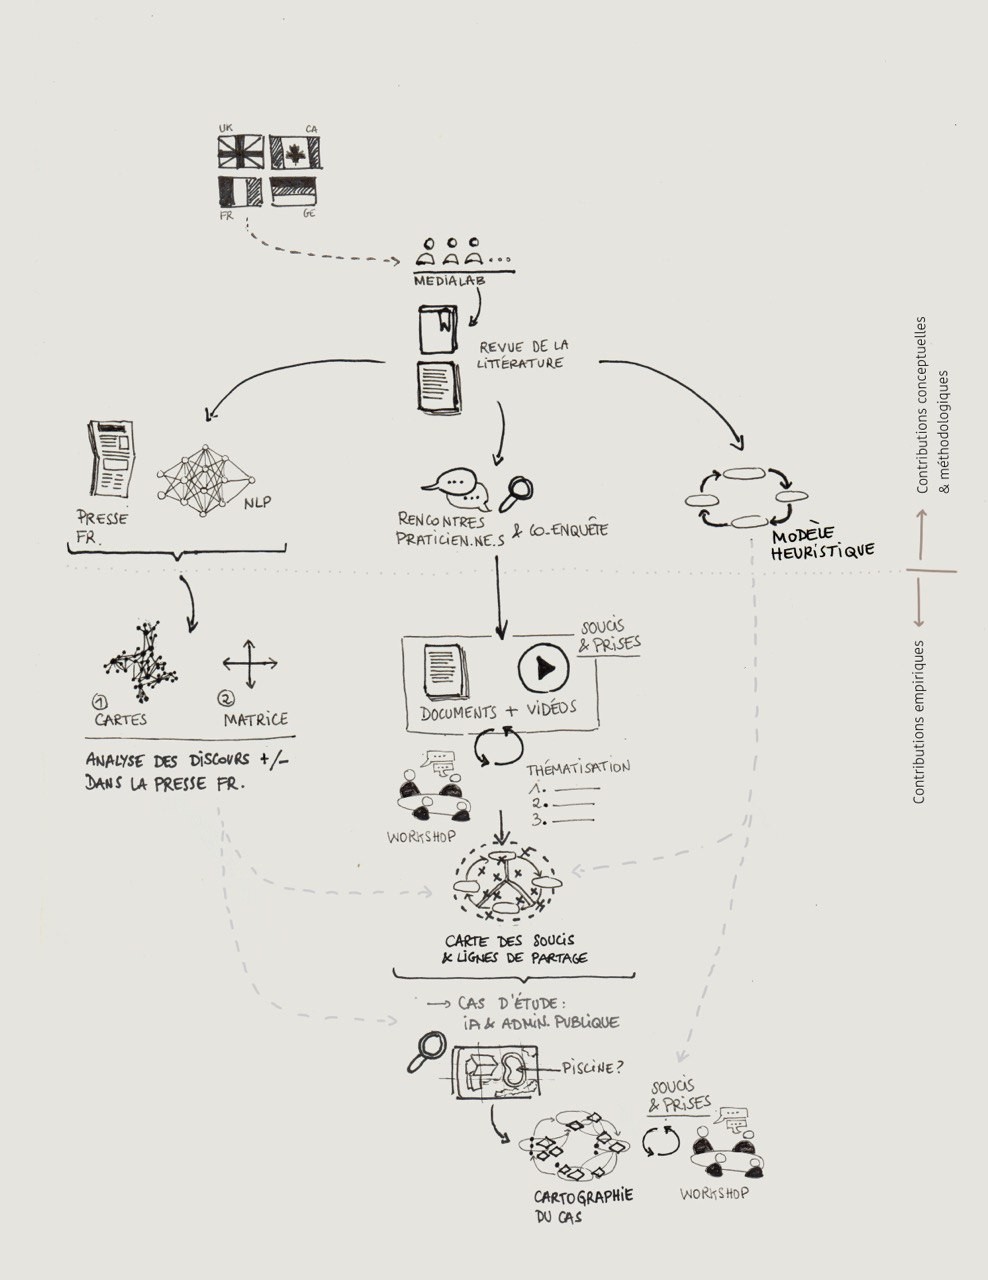 UK
CA
FR
GE
MEDIALAB
REVUE DE LA
LITTÉRATURE
NLP
PRESSE
FR.
RENCONTRES
PRATICIEN.NE.S & CO-ENQUÊTE
MODÈLE
HEURISTIQUE
Contributions conceptuelles
& méthodologiques
Contributions empiriques
SOUCIS
& PRISES
DOCUMENTS + VIDÉOS
1
CARTES
2
MATRICE
ANALYSE DES DISCOURS +/-
DANS LA PRESSE FR.
THÉMATISATION
1.
2.
3.
WORKSHOP
CARTE DES SOUCIS
& LIGNES DE PARTAGE
→ CAS D'ÉTUDE :
IA & ADMIN. PUBLIQUE
PISCINE?
SOUCIS
& PRISES
WORKSHOP
CARTOGRAPHIE
DU CAS